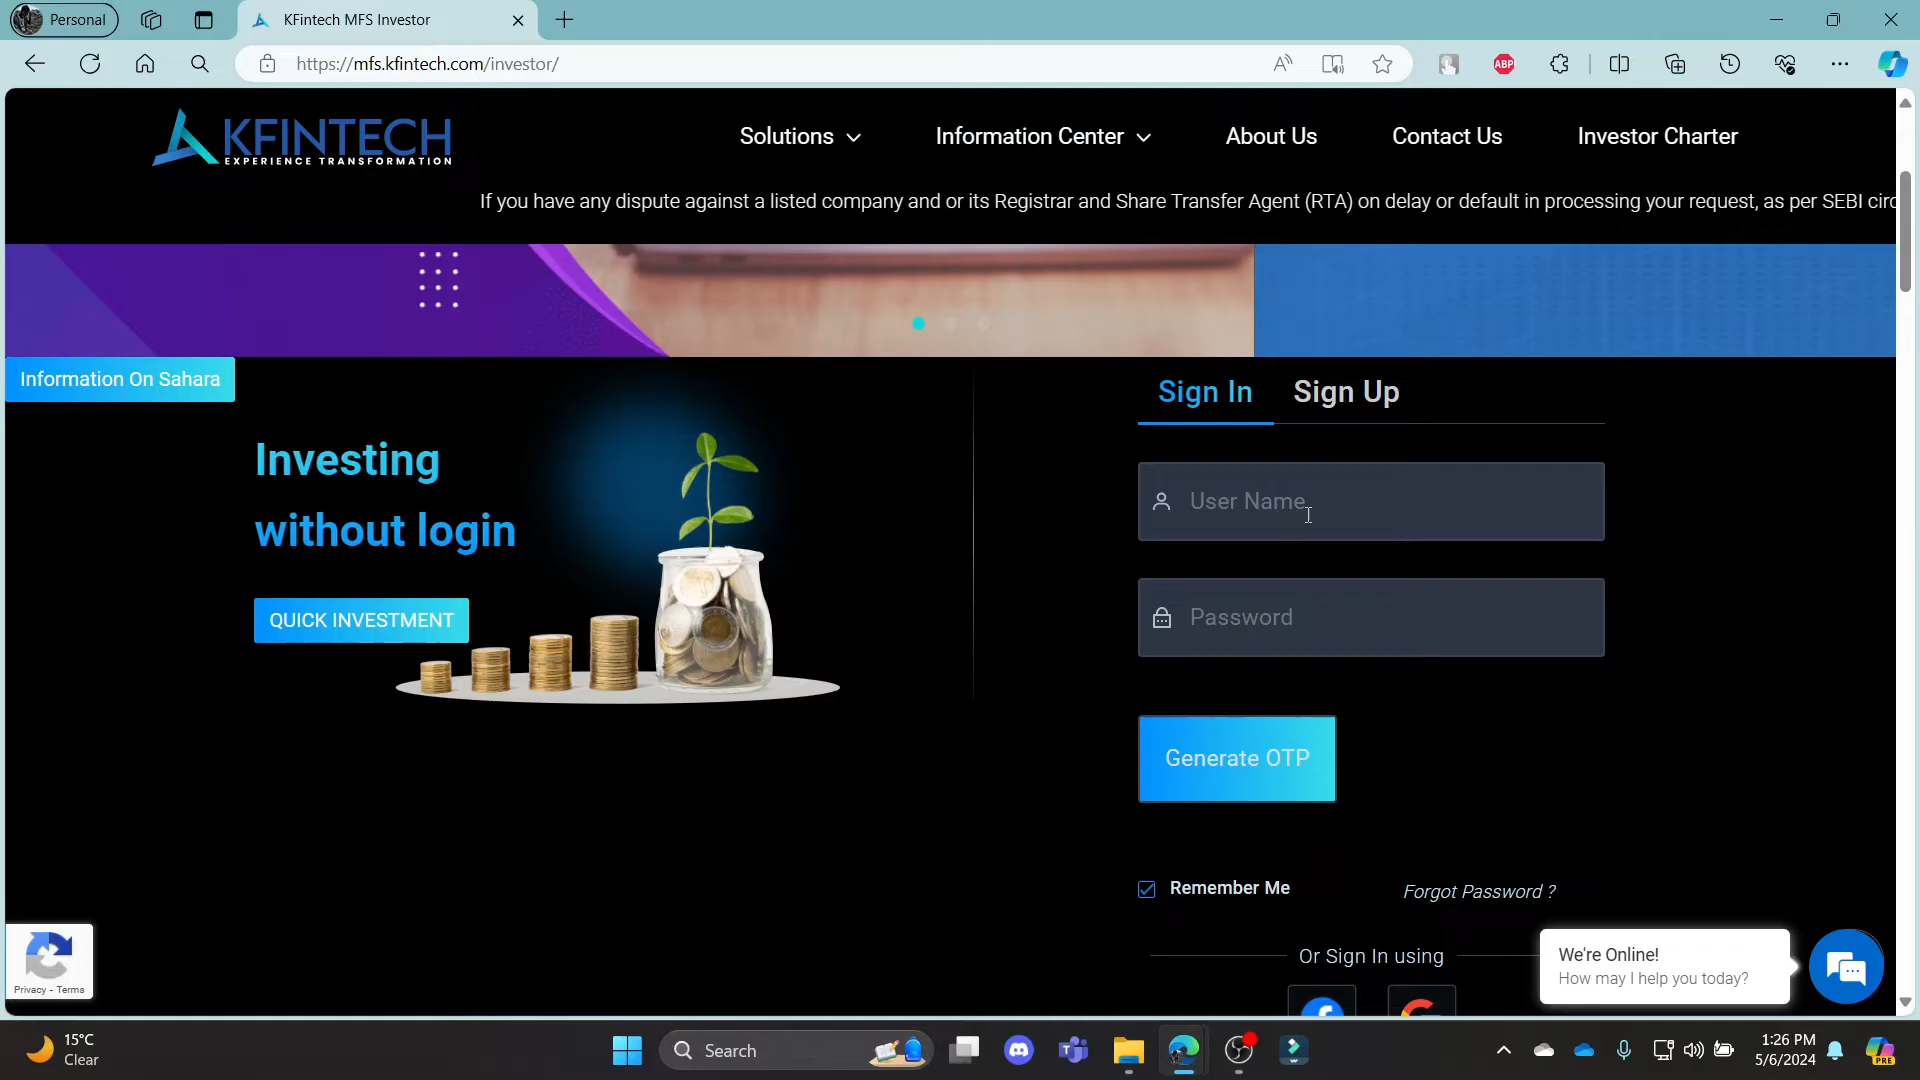 Personal
KFintech MFS Investor
https://mfs.kfintech.com/investor/
ABP
KFINTECH
EXPERIENCE TRANSFORMATION
Solutions
Information Center
About Us
Contact Us
Investor Charter
If you have any dispute against a listed company and or its Registrar and Share Transfer Agent (RTA) on delay or default in processing your request, as per SEBI circ
Information On Sahara
Investing
without login
QUICK INVESTMENT
Sign In
Sign Up
User Name
Password
Generate OTP
Remember Me
Forgot Password ?
Or Sign In using
We're Online!
How may I help you today?
Privacy - Terms
15°C
Clear
Search
1:26 PM
5/6/2024
PRE